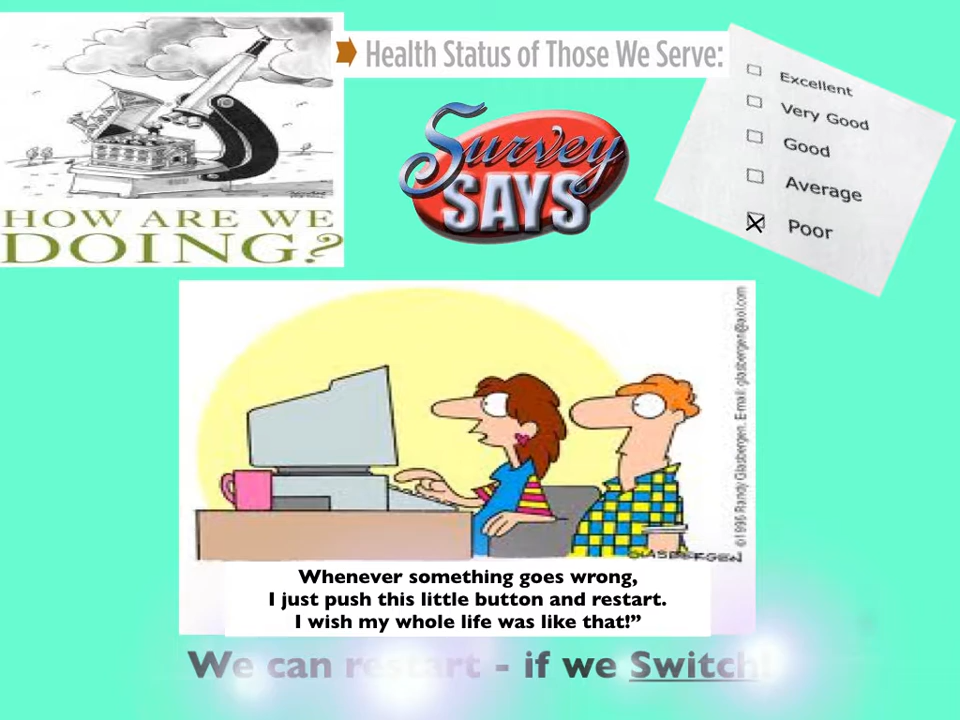 Health Status of Those We Serve:
HOW ARE WE
DOING?
Survey
SAYS
Excellent
Very Good
Good
Average
Poor
©1996 Randy Glasbergen. E-mail: glasbergen@aol.com
GLASBERGEN
Whenever something goes wrong,
I just push this little button and restart.
I wish my whole life was like that!”
We can restart - if we Switch!